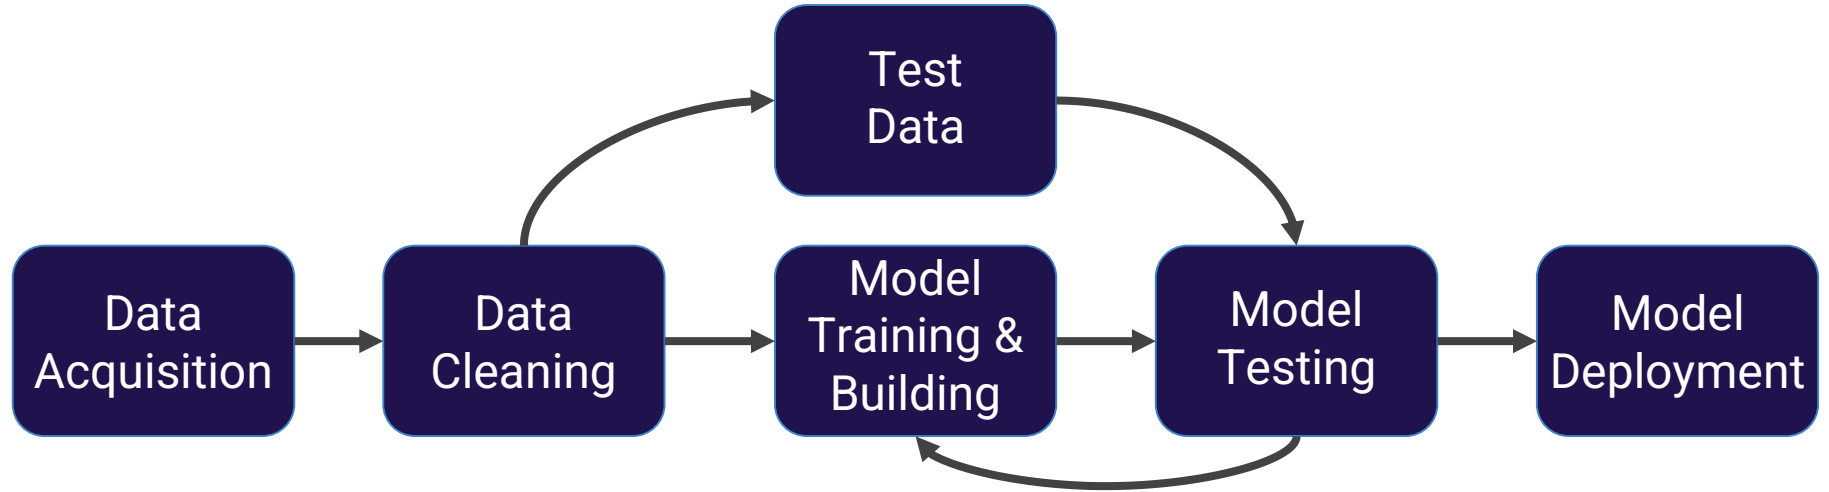 Test
Data
Data
Acquisition
Data
Cleaning
Model
Training &
Building
Model
Testing
Model
Deployment